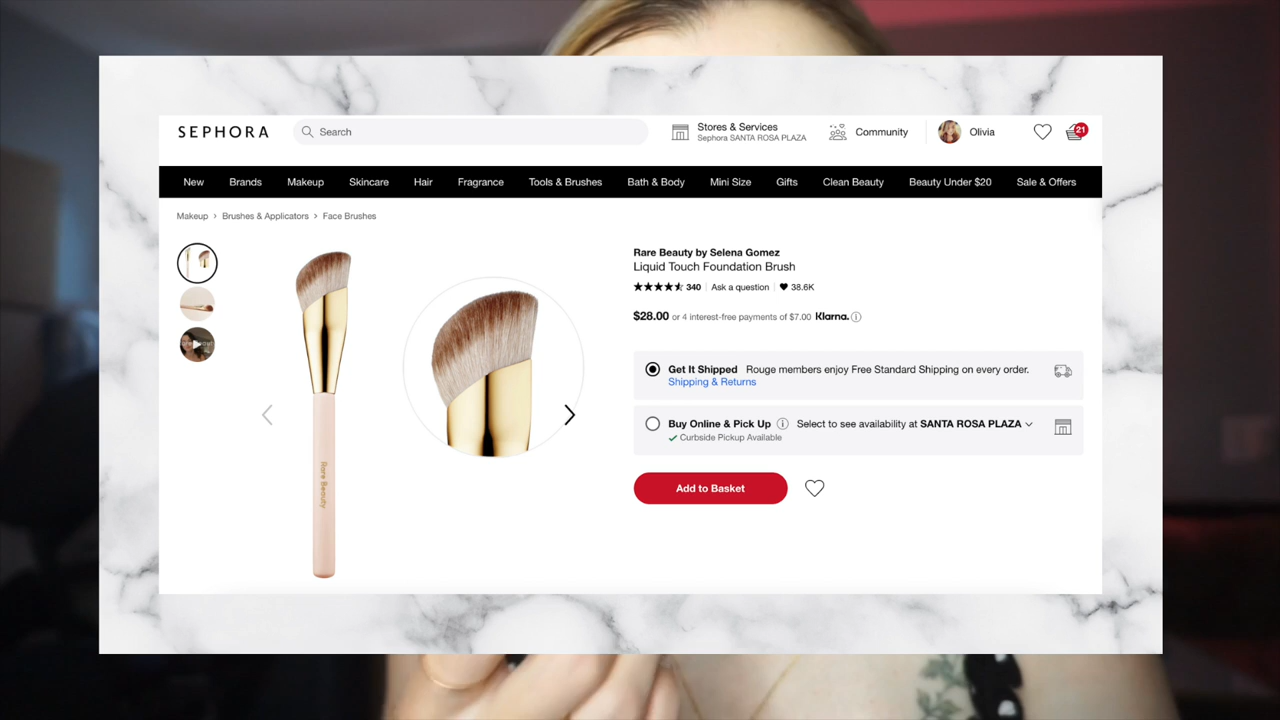 SEPHORA
Search
Stores & Services
Sephora SANTA ROSA PLAZA
Community
Olivia
21
New Brands Makeup Skincare Hair Fragrance Tools & Brushes Bath & Body Mini Size Gifts Clean Beauty Beauty Under $20 Sale & Offers
Makeup > Brushes & Applicators > Face Brushes
Rare Beauty by Selena Gomez
Liquid Touch Foundation Brush
340 Ask a question 38.6K
$28.00 or 4 interest-free payments of $7.00 Klarna.
Get It Shipped Rouge members enjoy Free Standard Shipping on every order.
Shipping & Returns
Buy Online & Pick Up Select to see availability at SANTA ROSA PLAZA
Curbside Pickup Available
Add to Basket
Rare Beauty